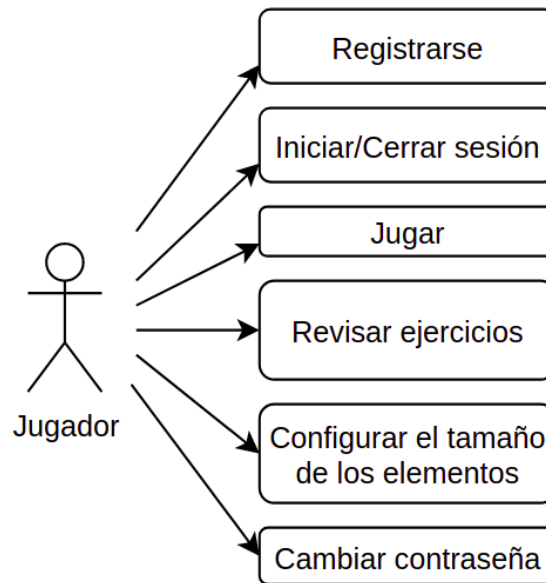 Registrarse
Iniciar/Cerrar sesión
Jugar
Revisar ejercicios
Jugador
Configurar el tamaño
de los elementos
Cambiar contraseña